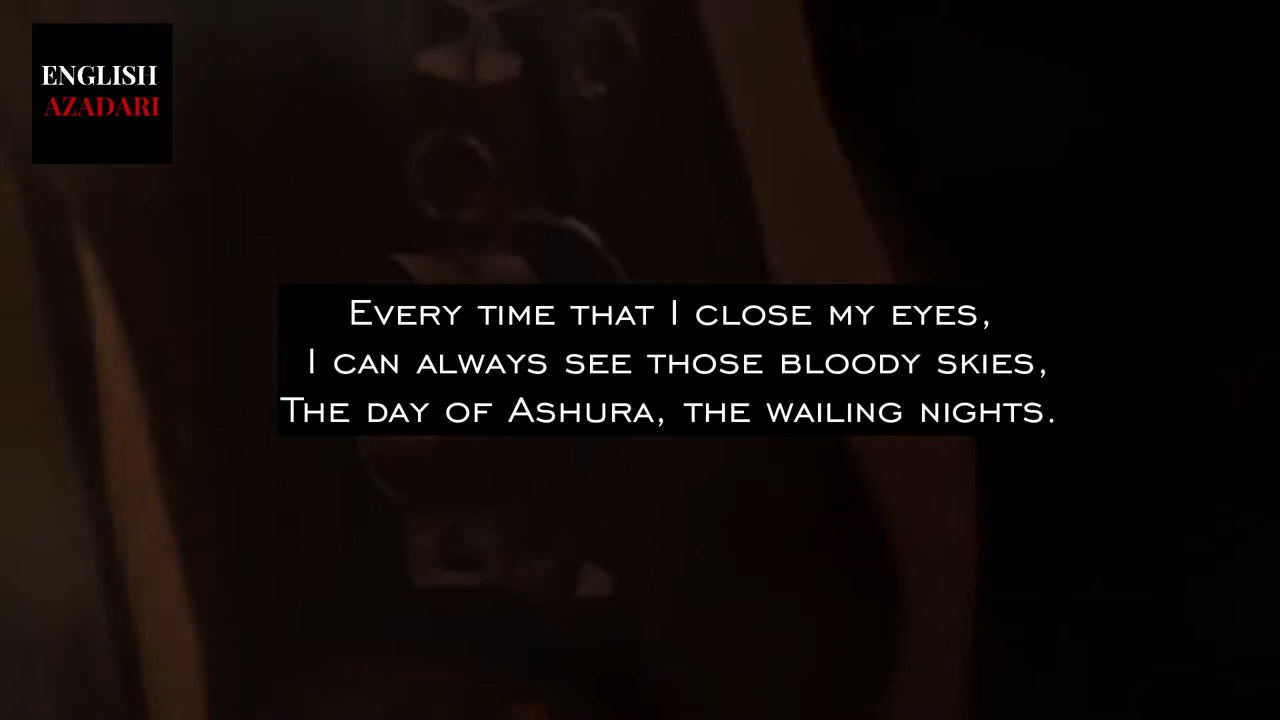 ENGLISH
AZADARI
EVERY TIME THAT I CLOSE MY EYES,
I CAN ALWAYS SEE THOSE BLOODY SKIES,
THE DAY OF ASHURA, THE WAILING NIGHTS.